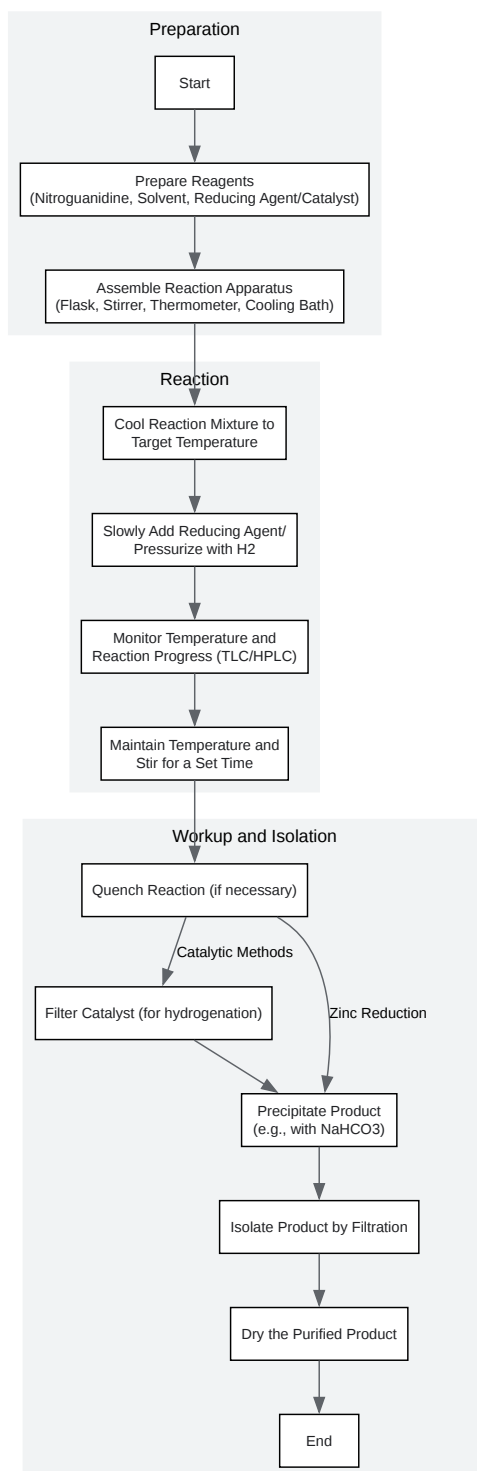 Preparation
Start
Prepare Reagents
(Nitroguanidine, Solvent, Reducing Agent/Catalyst)
Assemble Reaction Apparatus
(Flask, Stirrer, Thermometer, Cooling Bath)
Reaction
Cool Reaction Mixture to
Target Temperature
Slowly Add Reducing Agent/
Pressurize with H2
Monitor Temperature and
Reaction Progress (TLC/HPLC)
Maintain Temperature and
Stir for a Set Time
Workup and Isolation
Quench Reaction (if necessary)
Catalytic Methods
Filter Catalyst (for hydrogenation)
Zinc Reduction
Precipitate Product
(e.g., with NaHCO3)
Isolate Product by Filtration
Dry the Purified Product
End